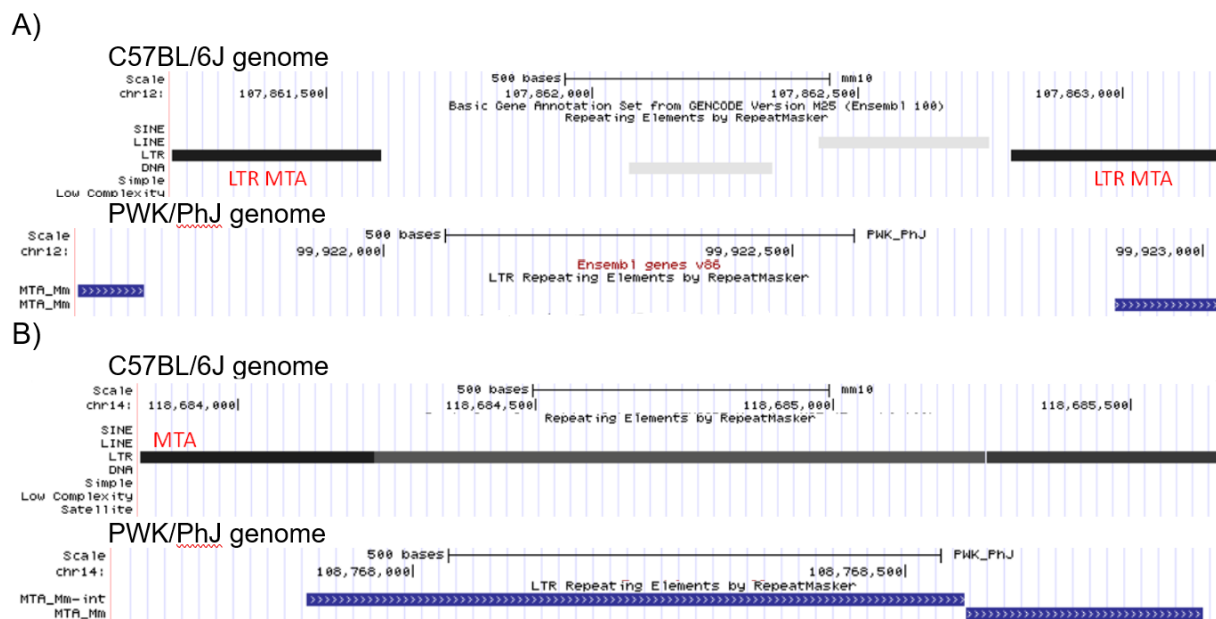 A)
C57BL/6J genome
Scale 500 bases mm10
chr12: 107,861,500 107,862,000 107,862,500 107,863,000
Basic Gene Annotation Set from GENCODE Version M25 (Ensembl 100)
Repeating Elements by RepeatMasker
SINE
LINE
LTR
DNA
Simple
Low Complexity
LTR MTA LTR MTA
PWK/PhJ genome
Scale 500 bases PWK_PhJ
chr12: 99,922,000 99,922,500 99,923,000
Ensembl genes v86
LTR Repeating Elements by RepeatMasker
MTA_Mm
MTA_Mm
B)
C57BL/6J genome
Scale 500 bases mm10
chr14: 118,684,000 118,684,500 118,685,000 118,685,500
Repeating Elements by RepeatMasker
SINE
MTA
LINE
LTR
DNA
Simple
Low Complexity
Satellite
PWK/PhJ genome
Scale 500 bases PWK_PhJ
chr14: 108,768,000 108,768,500
LTR Repeating Elements by RepeatMasker
MTA_Mm-int
MTA_Mm